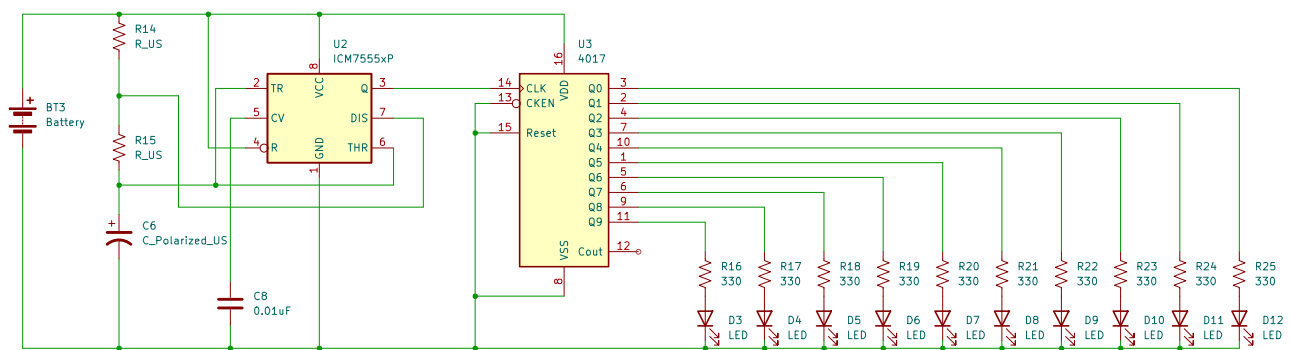 R14
R_US
U2
ICM7555xP
U3
4017
8
16
VCC
VDD
2
TR
Q
3
14
CLK
Q0
3
13
CKEN
Q1
2
BT3
Battery
5
CV
DIS
7
Q2
4
15
Reset
Q3
7
R15
R_US
4
R
THR
6
Q4
10
GND
1
Q5
1
Q6
5
Q7
6
Q8
9
Q9
11
+
C6
C_Polarized_US
VSS
8
Cout
12
R16
330
R17
330
R18
330
R19
330
R20
330
R21
330
R22
330
R23
330
R24
330
R25
330
C8
0.01uF
D3
LED
D4
LED
D5
LED
D6
LED
D7
LED
D8
LED
D9
LED
D10
LED
D11
LED
D12
LED